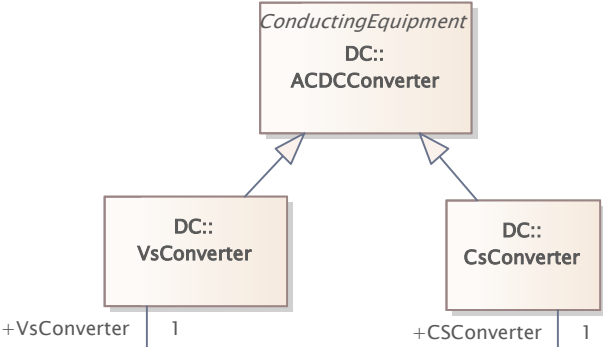 ConductingEquipment
DC::
ACDCConverter
DC::
VsConverter
DC::
CsConverter
+VsConverter 1
+CSConverter 1